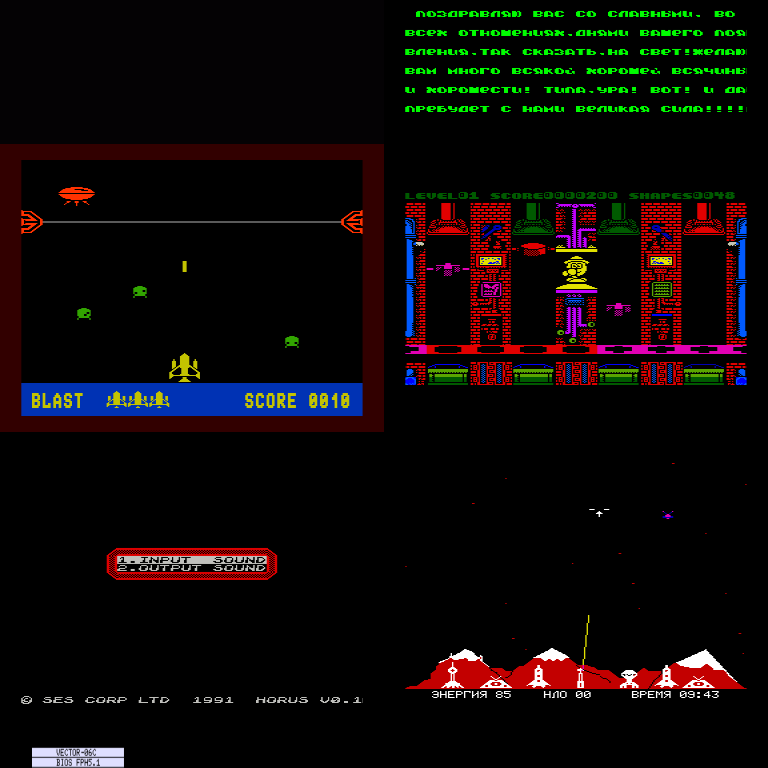 ПОЗДРАВЛЯЮ ВАС СО СЛАВНЫМИ, ВО
ВСЕХ ОТНОШЕНИЯХ,ДНЯМИ ВАШЕГО ПОЯ
ВЛЕНИЯ,ТАК СКАЗАТЬ,НА СВЕТ!ЖЕЛАЮ
ВАМ МНОГО ВСЯКОЙ ХОРОШЕЙ ВСЯЧИНЫ
И ХОРОШЕСТИ! ТИПА,УРА! ВОТ! И ДА
ПРЕБУДЕТ С НАМИ ВЕЛИКАЯ СИЛА!!!!
BLAST SCORE 0010
LEVEL01 SCORE0000200 SHAPES0048
1.INPUT SOUND
2.OUTPUT SOUND
© SES CORP LTD 1991 HORUS V0.1
ЭНЕРГИЯ 85 НЛО 00 ВРЕМЯ 09:43
VECTOR-06C
BIOS FPM5.1